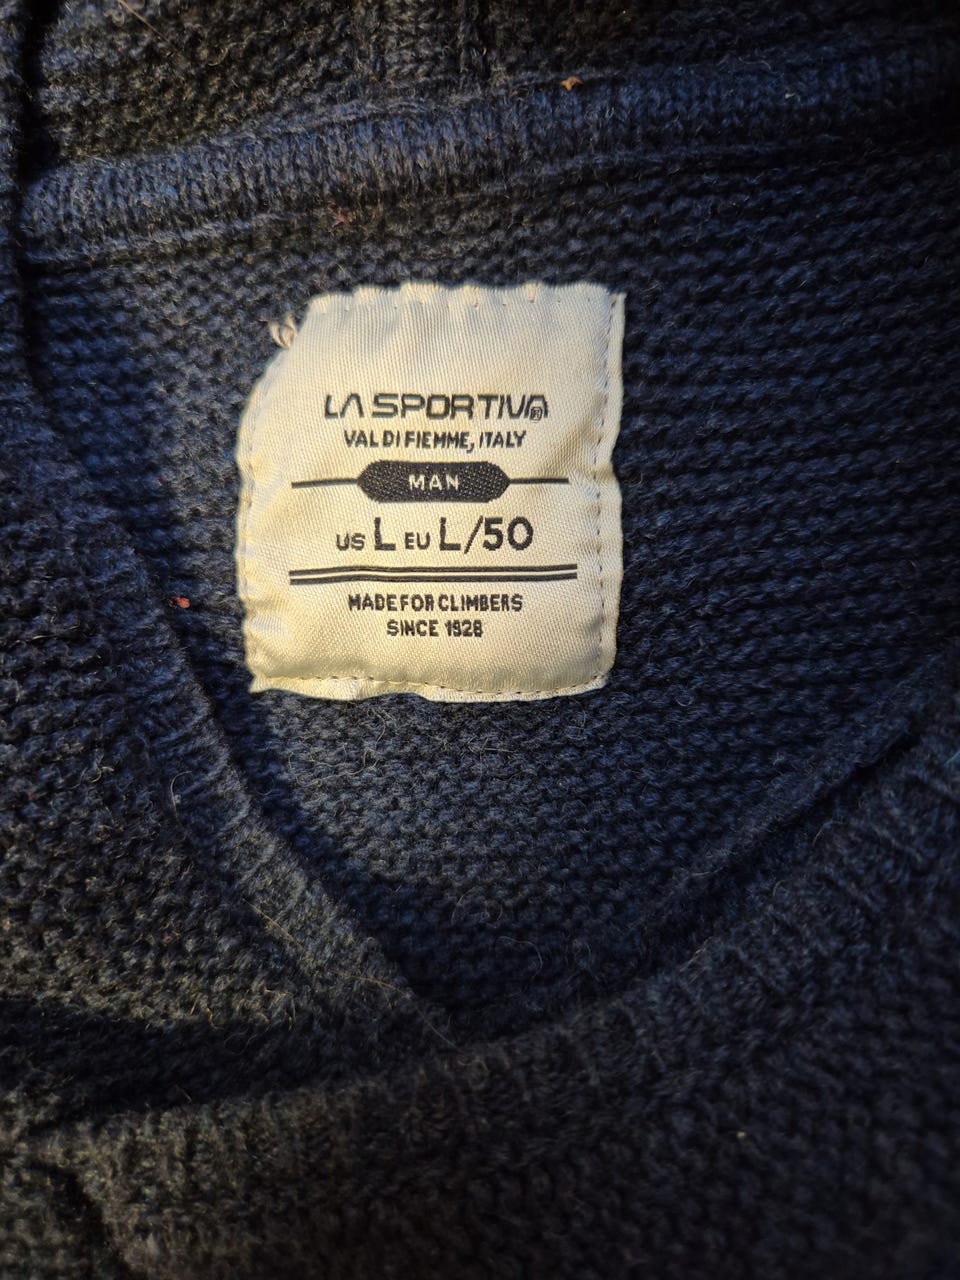 LA SPORTIVA®
VAL DI FIEMME, ITALY
MAN
US L EU L/50
MADE FOR CLIMBERS
SINCE 1928